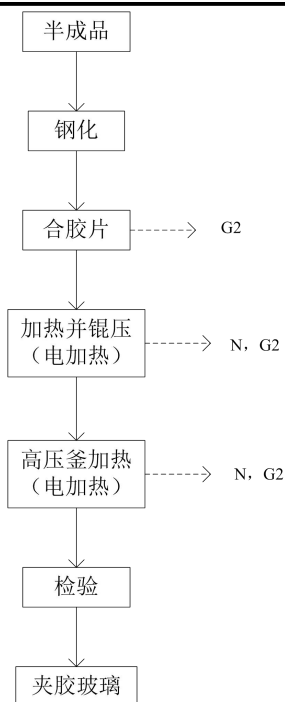 半成品
钢化
合胶片
G2
加热并锟压
（电加热）
N，G2
高压釜加热
（电加热）
N，G2
检验
夹胶玻璃